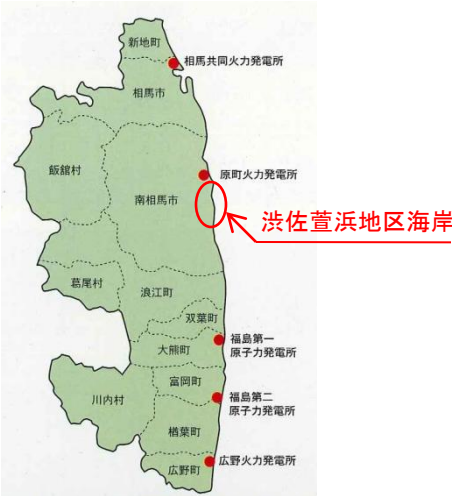 新地町
相馬共同火力発電所
相馬市
飯舘村
原町火力発電所
南相馬市
渋佐萱浜地区海岸
葛尾村
浪江町
双葉町
福島第一
原子力発電所
大熊町
富岡町
川内村
福島第二
原子力発電所
楢葉町
広野町
広野火力発電所